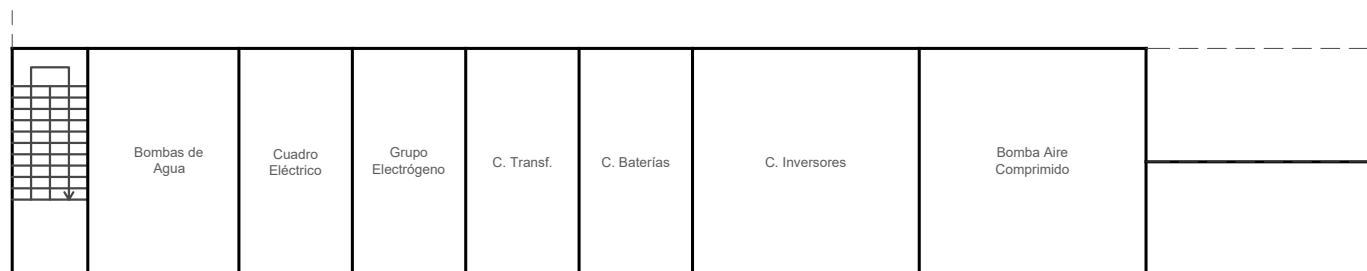 Bombas de
Agua
Cuadro
Eléctrico
Grupo
Electrógeno
C. Transf.
C. Baterías
C. Inversores
Bomba Aire
Comprimido